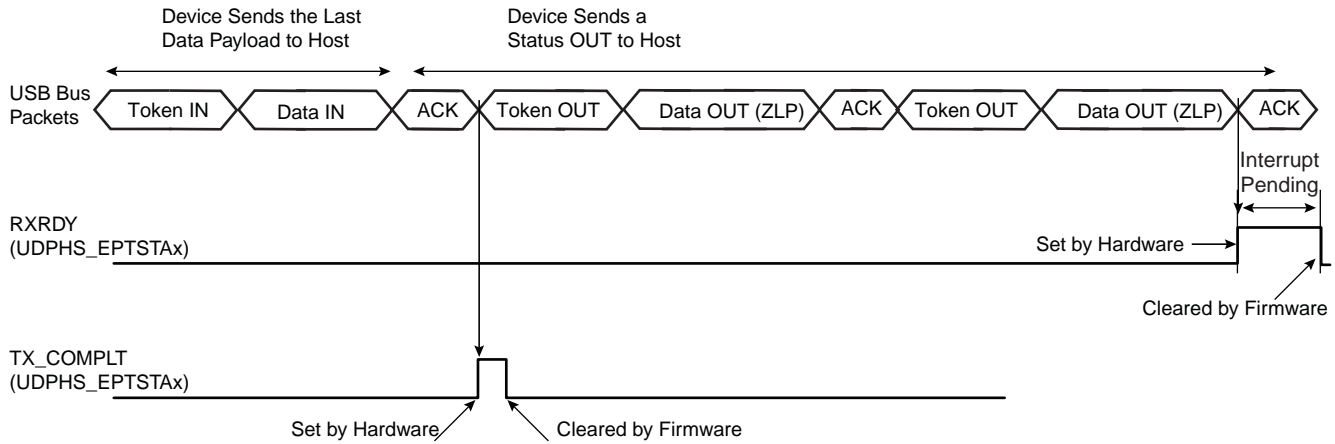 Device Sends the Last
Data Payload to Host
Device Sends a
Status OUT to Host
USB Bus
Packets
Token IN
Data IN
ACK
Token OUT
Data OUT (ZLP)
ACK
Token OUT
Data OUT (ZLP)
ACK
Interrupt
Pending
RXRDY
(UDPHS_EPTSTAx)
Set by Hardware
Cleared by Firmware
TX_COMPLT
(UDPHS_EPTSTAx)
Set by Hardware
Cleared by Firmware